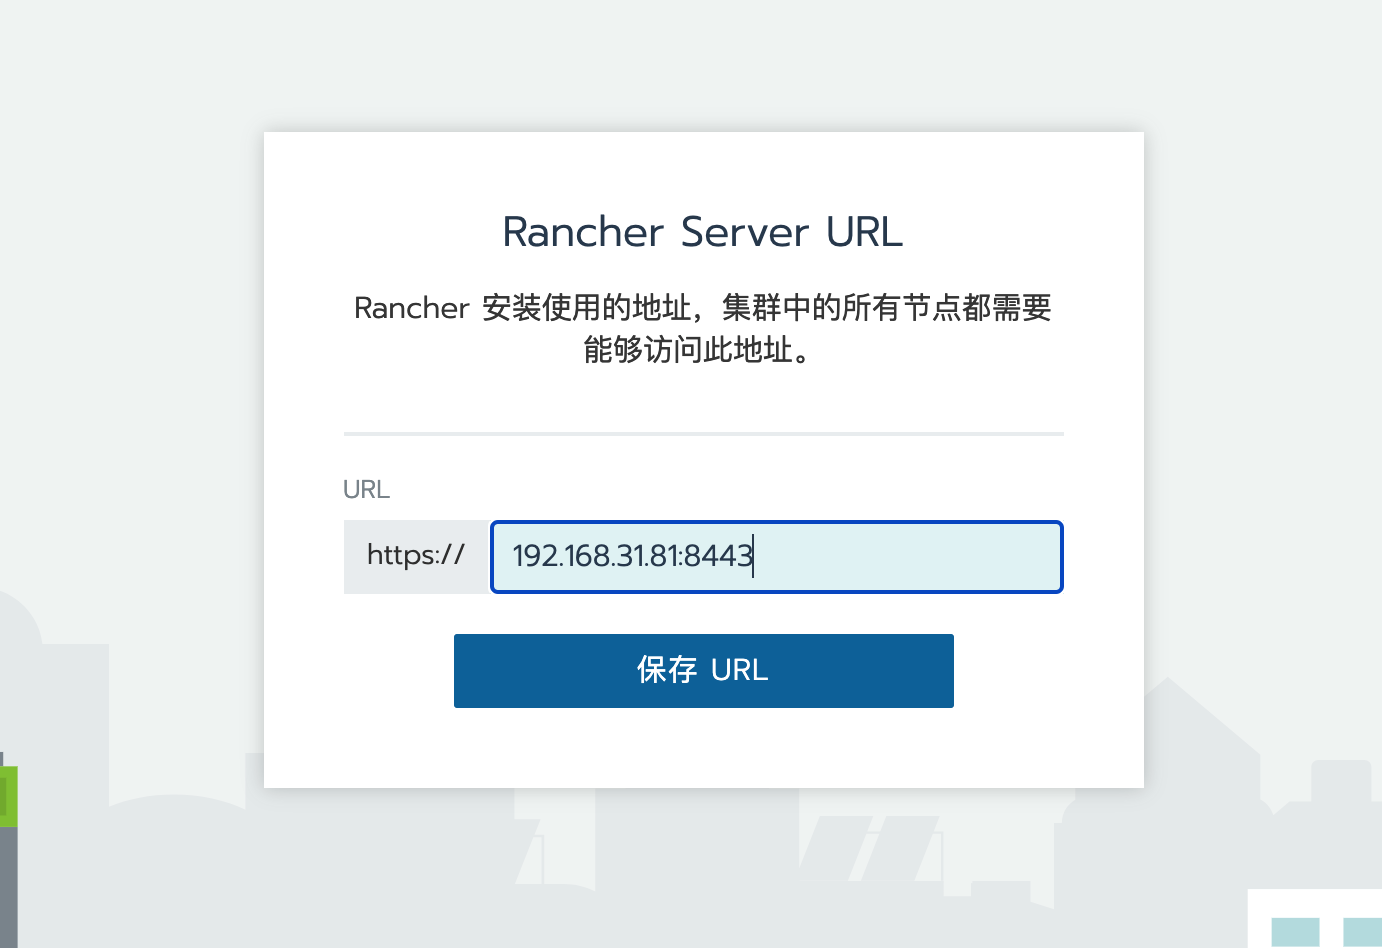 Rancher Server URL
Rancher 安装使用的地址，集群中的所有节点都需要
能够访问此地址。
URL
https:// 192.168.31.81:8443
保存 URL